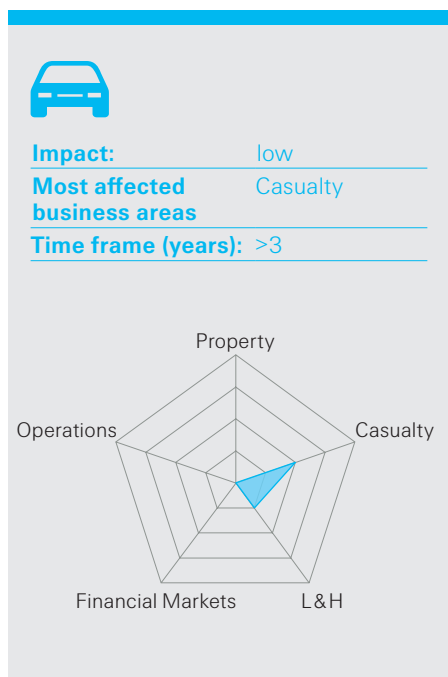 Impact: low
Most affected Casualty
business areas
Time frame (years): >3
Property
Operations Casualty
Financial Markets L&H